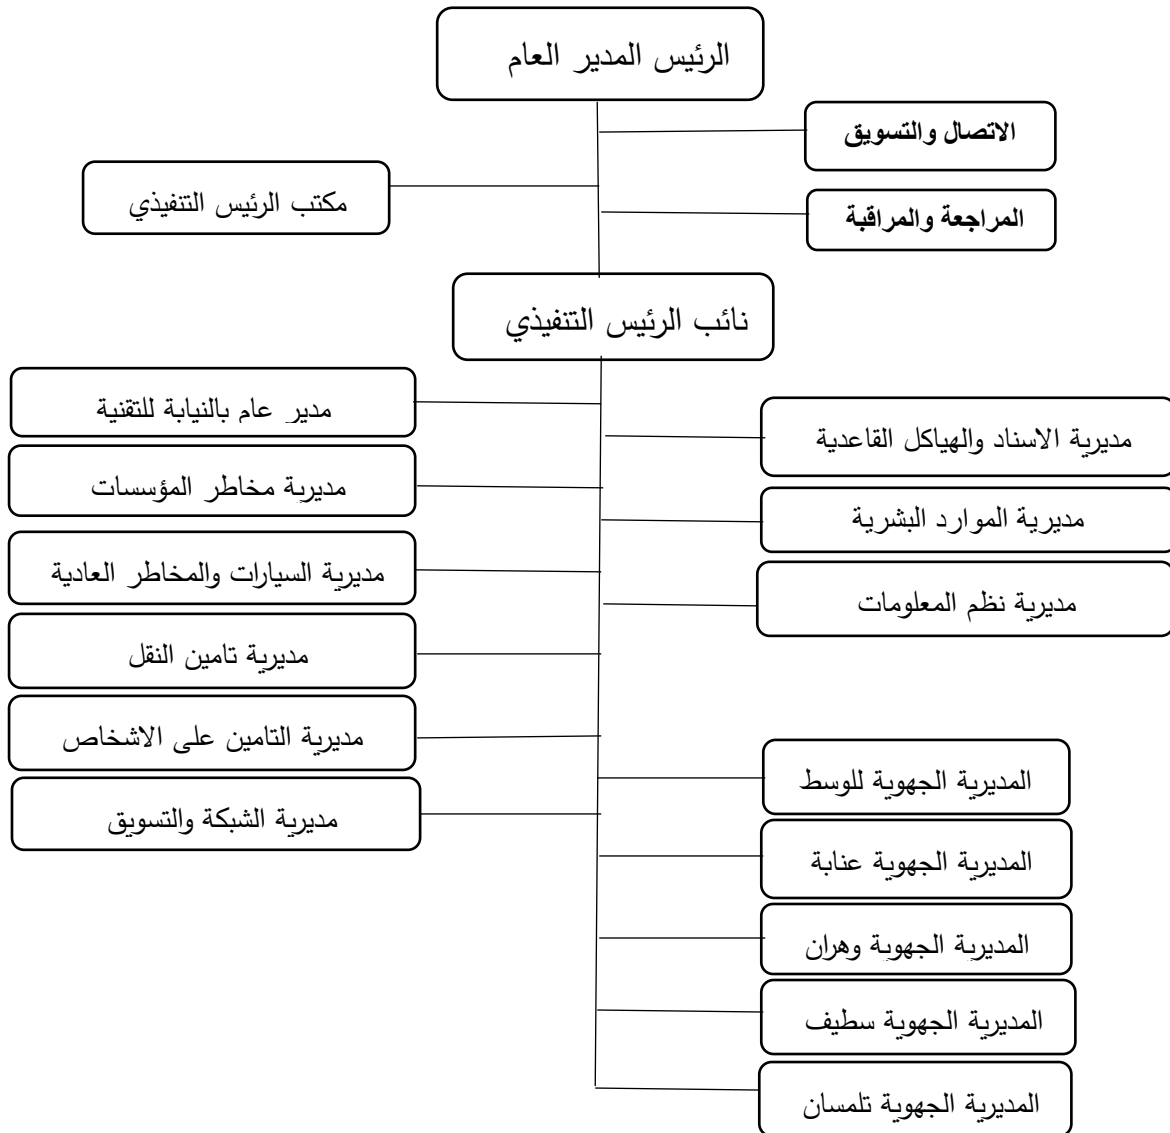 الرئيس المدير العام
الاتصال والتسويق
مكتب الرئيس التنفيذي
المراجعة والمراقبة
نائب الرئيس التنفيذي
مدير عام بالنيابة للتقنية
مديرية الاسناد والهياكل القاعدية
مديرية مخاطر المؤسسات
مديرية الموارد البشرية
مديرية السيارات والمخاطر العادية
مديرية نظم المعلومات
مديرية تامين النقل
مديرية التامين على الاشخاص
المديرية الجهوية للوسط
مديرية الشبكة والتسويق
المديرية الجهوية عنابة
المديرية الجهوية وهران
المديرية الجهوية سطيف
المديرية الجهوية تلمسان